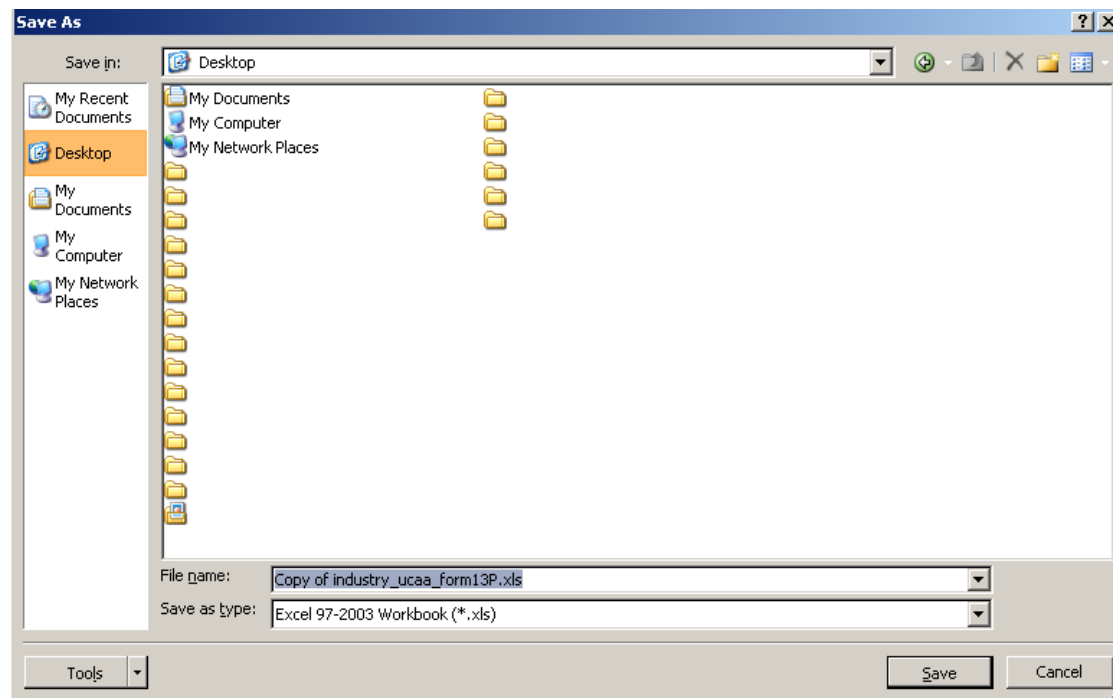 Save As
Save in:
Desktop
My Recent
Documents
Desktop
My
Documents
My
Computer
My Network
Places
My Documents
My Computer
My Network Places
File name:
Copy of industry_ucaa_form13P.xls
Save as type:
Excel 97-2003 Workbook (*.xls)
Tools
Save
Cancel